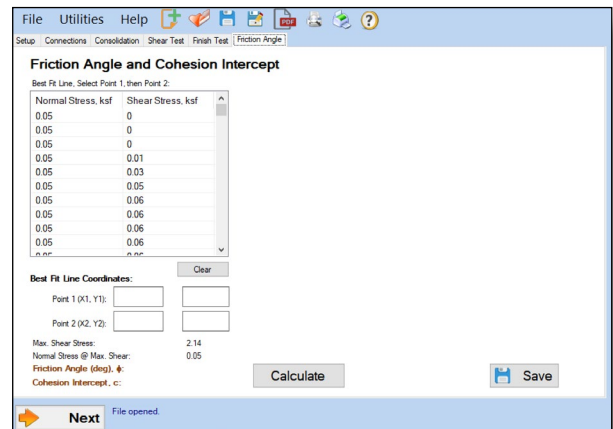 File Utilities Help PDF ?
Setup Connections Consolidation Shear Test Finish Test Friction Angle
Friction Angle and Cohesion Intercept
Best Fit Line, Select Point 1, then Point 2:
Normal Stress, ksf Shear Stress, ksf
0.05 0
0.05 0
0.05 0
0.05 0.01
0.05 0.03
0.05 0.05
0.05 0.06
0.05 0.06
0.05 0.06
0.05 0.06
Clear
Best Fit Line Coordinates:
Point 1 (X1, Y1):
Point 2 (X2, Y2):
Max. Shear Stress: 2.14
Normal Stress @ Max. Shear: 0.05
Friction Angle (deg), ϕ:
Cohesion Intercept, c:
Calculate
Save
Next
File opened.